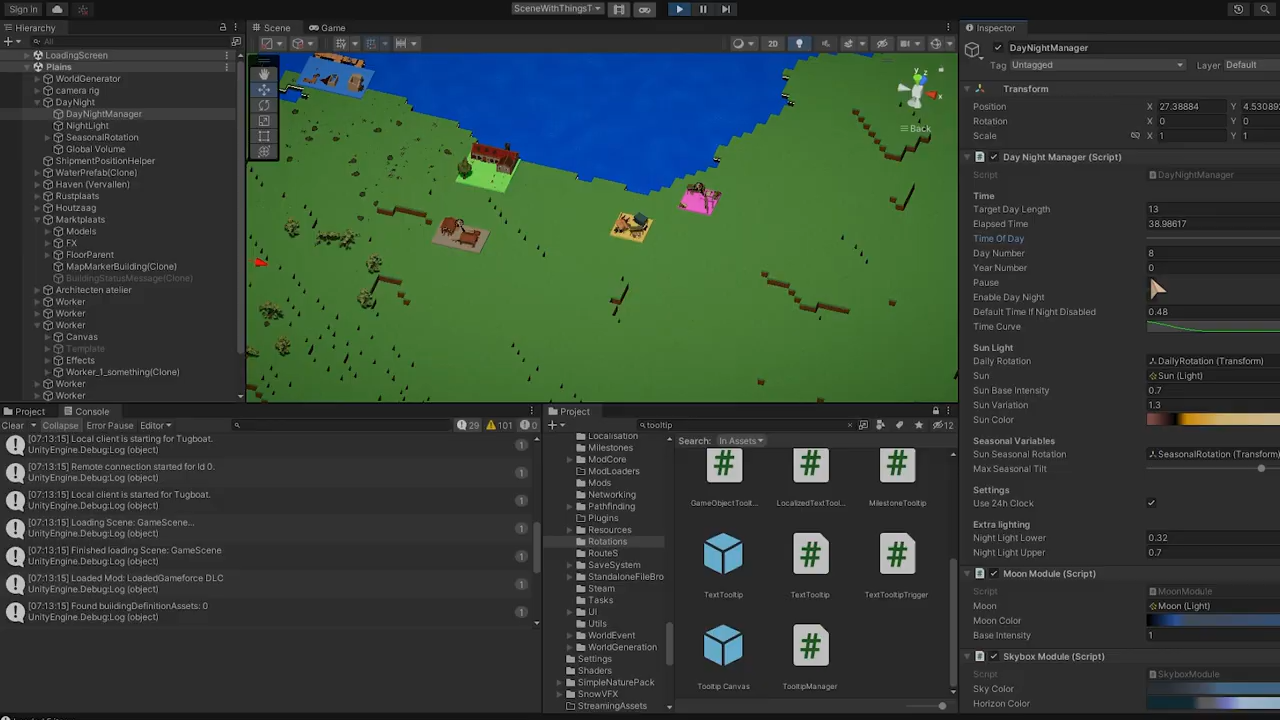 Sign in
SceneWithThingsT
Hierarchy
All
LoadingScreen
Plains
WorldGenerator
camera rig
DayNight
DayNightManager
NightLight
SeasonalRotation
Global Volume
ShipmentPositionHelper
WaterPrefab(Clone)
Haven (Vervallen)
Rustplaats
Houtzaag
Marktplaats
Models
FX
FloorParent
MapMarkerBuilding(Clone)
BuildingStatusMessage(Clone)
Architecten atelier
Worker
Worker
Worker
Canvas
Template
Effects
Worker_1_something(Clone)
Worker
Worker
Scene
Game
2D
y
z
x
Back
Inspector
DayNightManager
Tag Untagged Layer Default
Transform
Position X 27.38884 Y 4.53089
Rotation X 0 Y 0
Scale X 1 Y 1
Day Night Manager (Script)
Script DayNightManager
Time
Target Day Length 13
Elapsed Time 38.98617
Time Of Day
Day Number 8
Year Number 0
Pause
Enable Day Night
Default Time If Night Disabled 0.48
Time Curve
Sun Light
Daily Rotation DailyRotation (Transform)
Sun Sun (Light)
Sun Base Intensity 0.7
Sun Variation 1.3
Sun Color
Seasonal Variables
Sun Seasonal Rotation SeasonalRotation (Transform)
Max Seasonal Tilt
Settings
Use 24h Clock
Extra lighting
Night Light Lower 0.32
Night Light Upper 0.7
Moon Module (Script)
Script MoonModule
Moon Moon (Light)
Moon Color
Base Intensity 1
Skybox Module (Script)
Script SkyboxModule
Sky Color
Horizon Color
Project
Console
Clear Collapse Error Pause Editor 29 101 0
[07:13:15] Local client is starting for Tugboat.
UnityEngine.Debug:Log (object)
1
[07:13:15] Remote connection started for Id 0.
UnityEngine.Debug:Log (object)
1
[07:13:15] Local client is started for Tugboat.
UnityEngine.Debug:Log (object)
1
[07:13:15] Loading Scene: GameScene...
UnityEngine.Debug:Log (object)
1
[07:13:15] Finished loading Scene: GameScene
UnityEngine.Debug:Log (object)
1
[07:13:15] Loaded Mod: LoadedGameforce DLC
UnityEngine.Debug:Log (object)
1
[07:13:15] Found buildingDefinitionAssets: 0
UnityEngine.Debug:Log (object)
1
Project
tooltip
12
Localisation
Milestones
ModCore
ModLoaders
Mods
Networking
Pathfinding
Plugins
Resources
Rotations
RouteS
SaveSystem
StandaloneFileBro
Steam
Tasks
UI
Utils
WorldEvent
WorldGeneration
Settings
Shaders
SimpleNaturePack
SnowVFX
StreamingAssets
Search: In Assets
GameObjectToolt...
LocalizedTextTool...
MilestoneTooltip
TextTooltip
TextTooltip
TextTooltipTrigger
Tooltip Canvas
TooltipManager